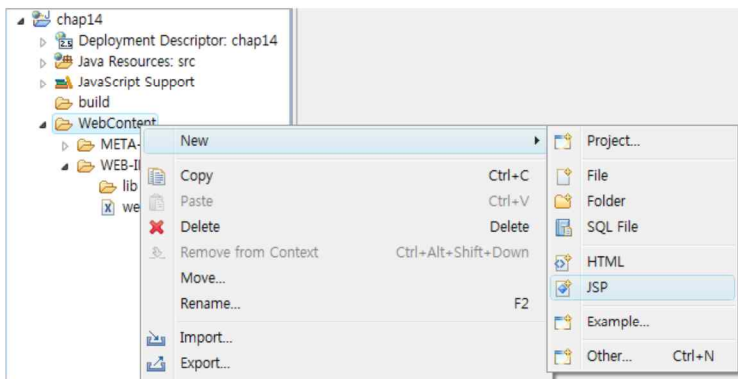 chap14
Deployment Descriptor: chap14
Java Resources: src
JavaScript Support
build
WebContent
META-
WEB-I
lib
we
New
Copy Ctrl+C
Paste Ctrl+V
Delete Delete
Remove from Context Ctrl+Alt+Shift+Down
Move...
Rename... F2
Import...
Export...
Project...
File
Folder
SQL File
HTML
JSP
Example...
Other... Ctrl+N